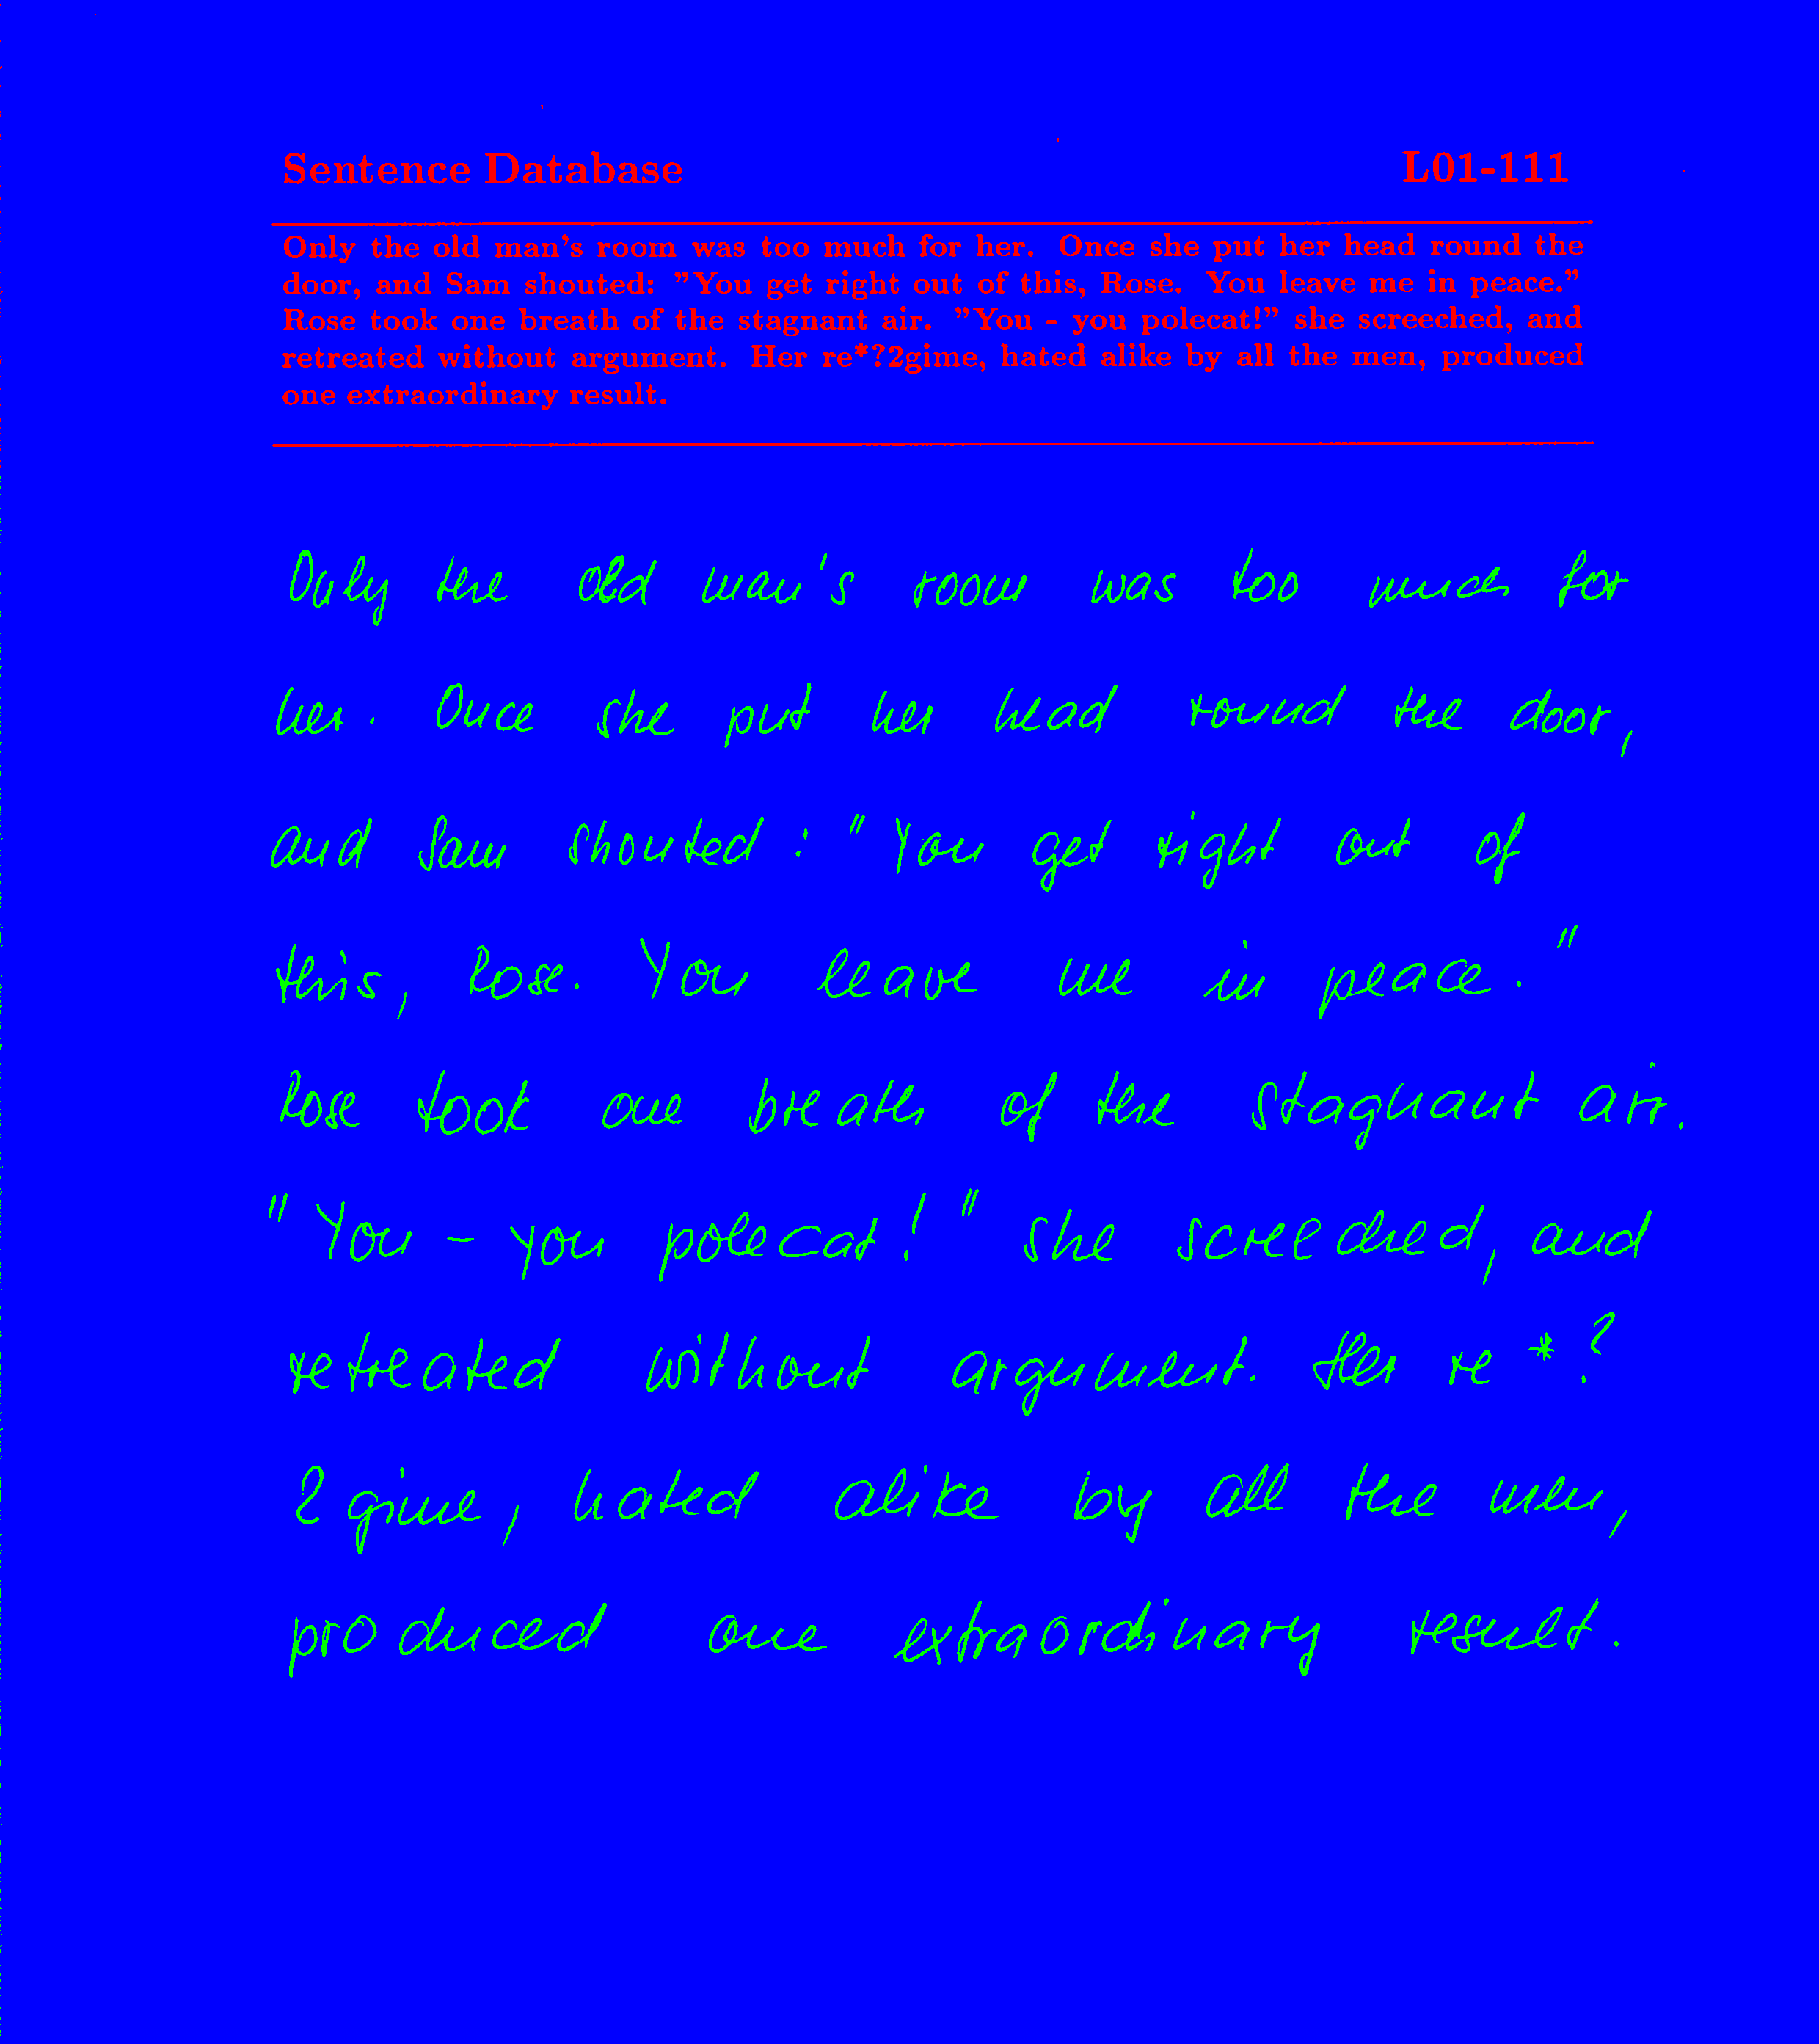 Sentence Database L01-111
Only the old man's room was too much for her. Once she put her head round the
door, and Sam shouted: "You get right out of this, Rose. You leave me in peace."
Rose took one breath of the stagnant air. "You - you polecat!" she screeched, and
retreated without argument. Her re*?2gime, hated alike by all the men, produced
one extraordinary result.
Only the old man's room was too much for
her. Once she put her head round the door,
and Sam shouted: "You get right out of
this, Rose. You leave me in peace."
Rose took one breath of the stagnant air.
"You - you polecat!" she screeched, and
retreated without argument. Her re*?
2gime, hated alike by all the men,
produced one extraordinary result.